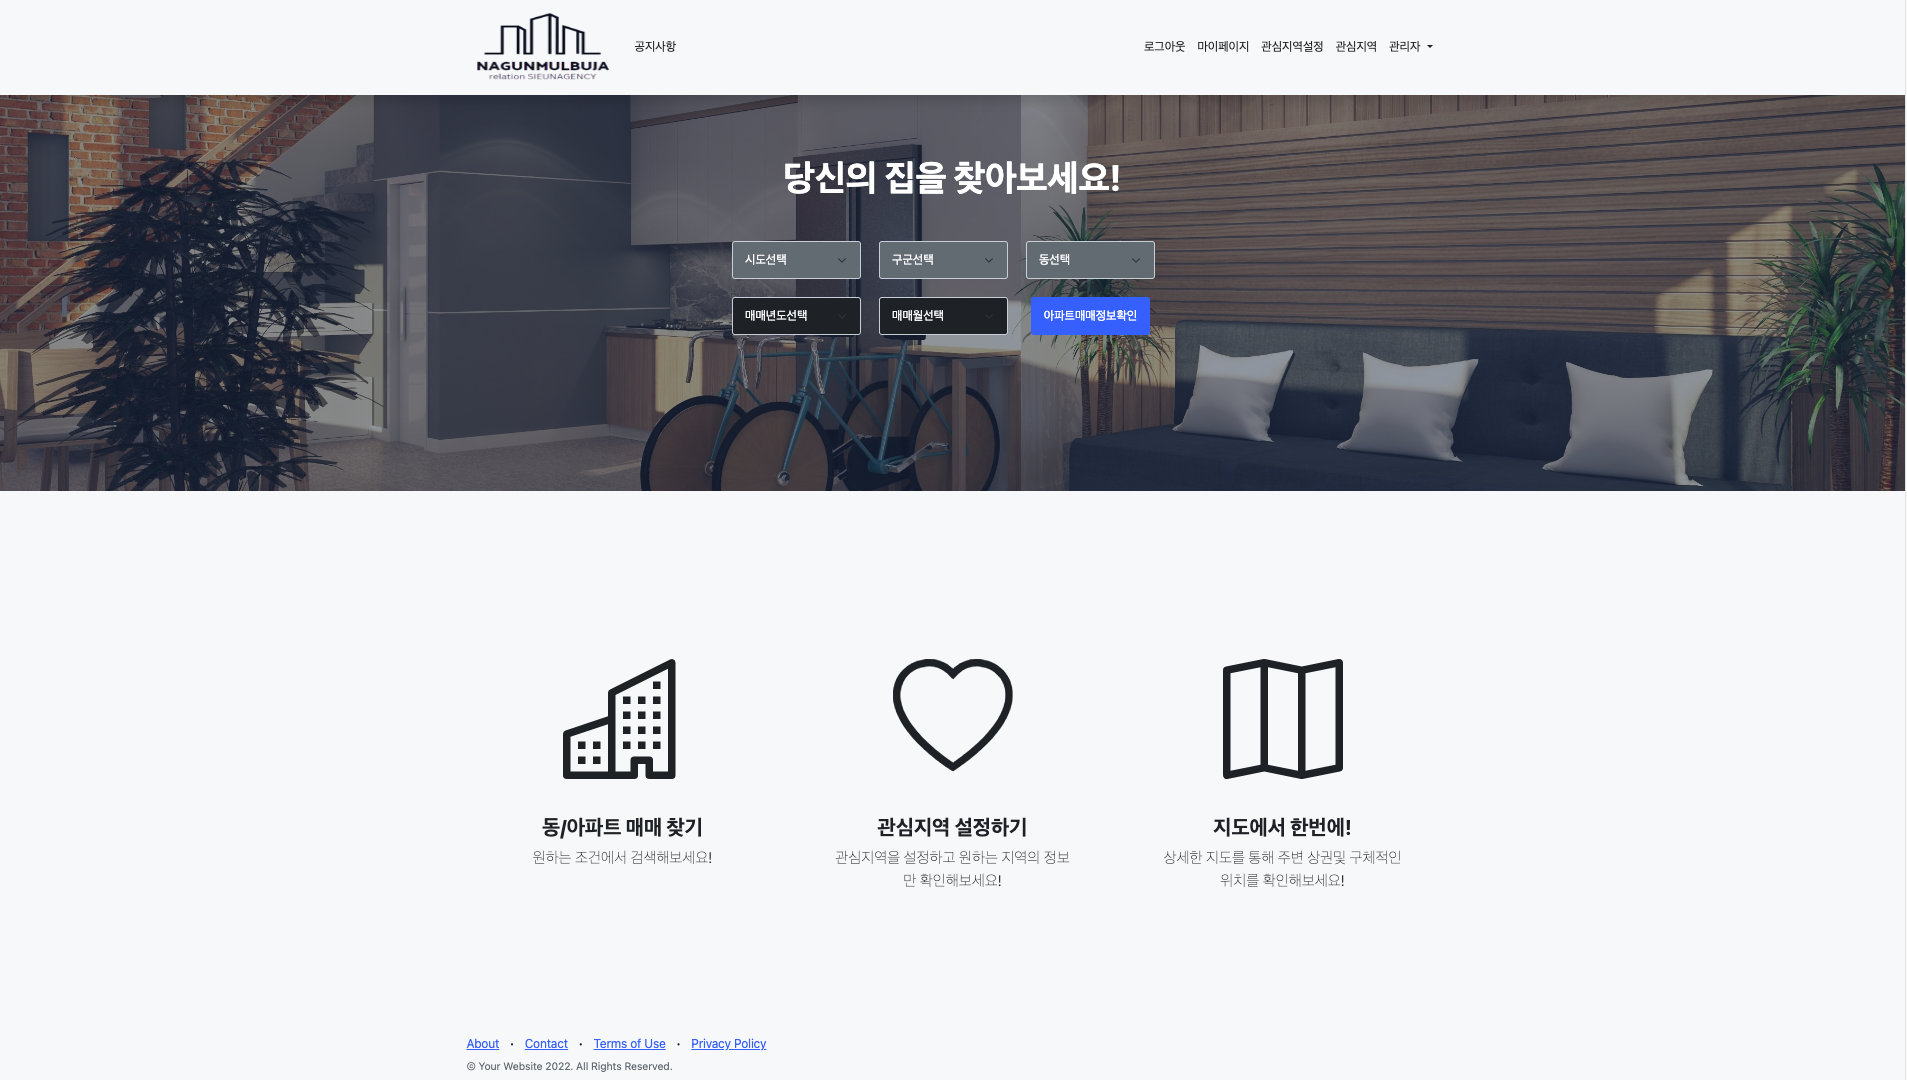 NAGUNMULBUJA
relation SIEUNAGENCY
공지사항
로그아웃 마이페이지 관심지역설정 관심지역 관리자
당신의 집을 찾아보세요!
시도선택 구군선택 동선택
매매년도선택 매매월선택 아파트매매정보확인
동/아파트 매매 찾기
원하는 조건에서 검색해보세요!
관심지역 설정하기
관심지역을 설정하고 원하는 지역의 정보
만 확인해보세요!
지도에서 한번에!
상세한 지도를 통해 주변 상권및 구체적인
위치를 확인해보세요!
About · Contact · Terms of Use · Privacy Policy
© Your Website 2022. All Rights Reserved.